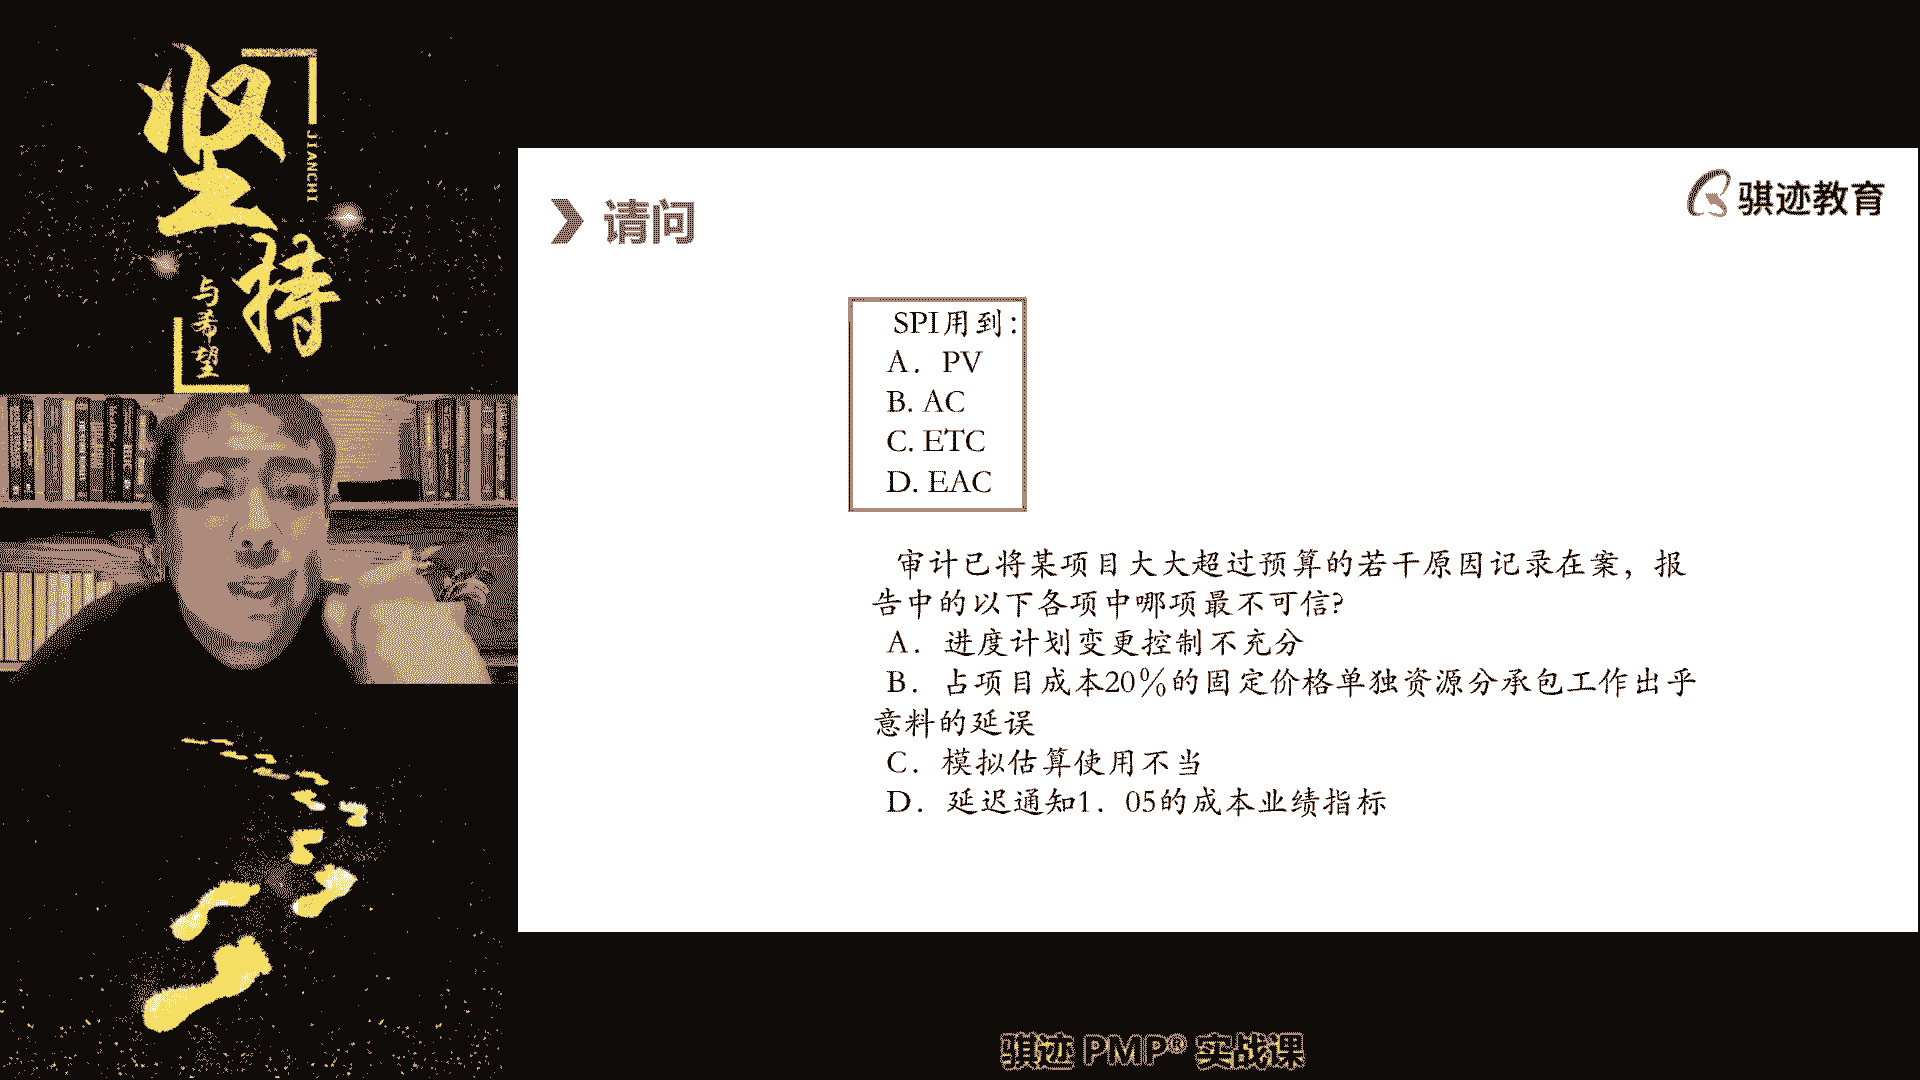 坚持
JIANCHI
与希望
请问
骐迹教育
SPI用到：
A．PV
B. AC
C. ETC
D. EAC
审计已将某项目大大超过预算的若干原因记录在案，报
告中的以下各项中哪项最不可信？
A．进度计划变更控制不充分
B．占项目成本20％的固定价格单独资源分承包工作出乎
意料的延误
C．模拟估算使用不当
D．延迟通知1．05的成本业绩指标
骐迹 PMP® 实战课